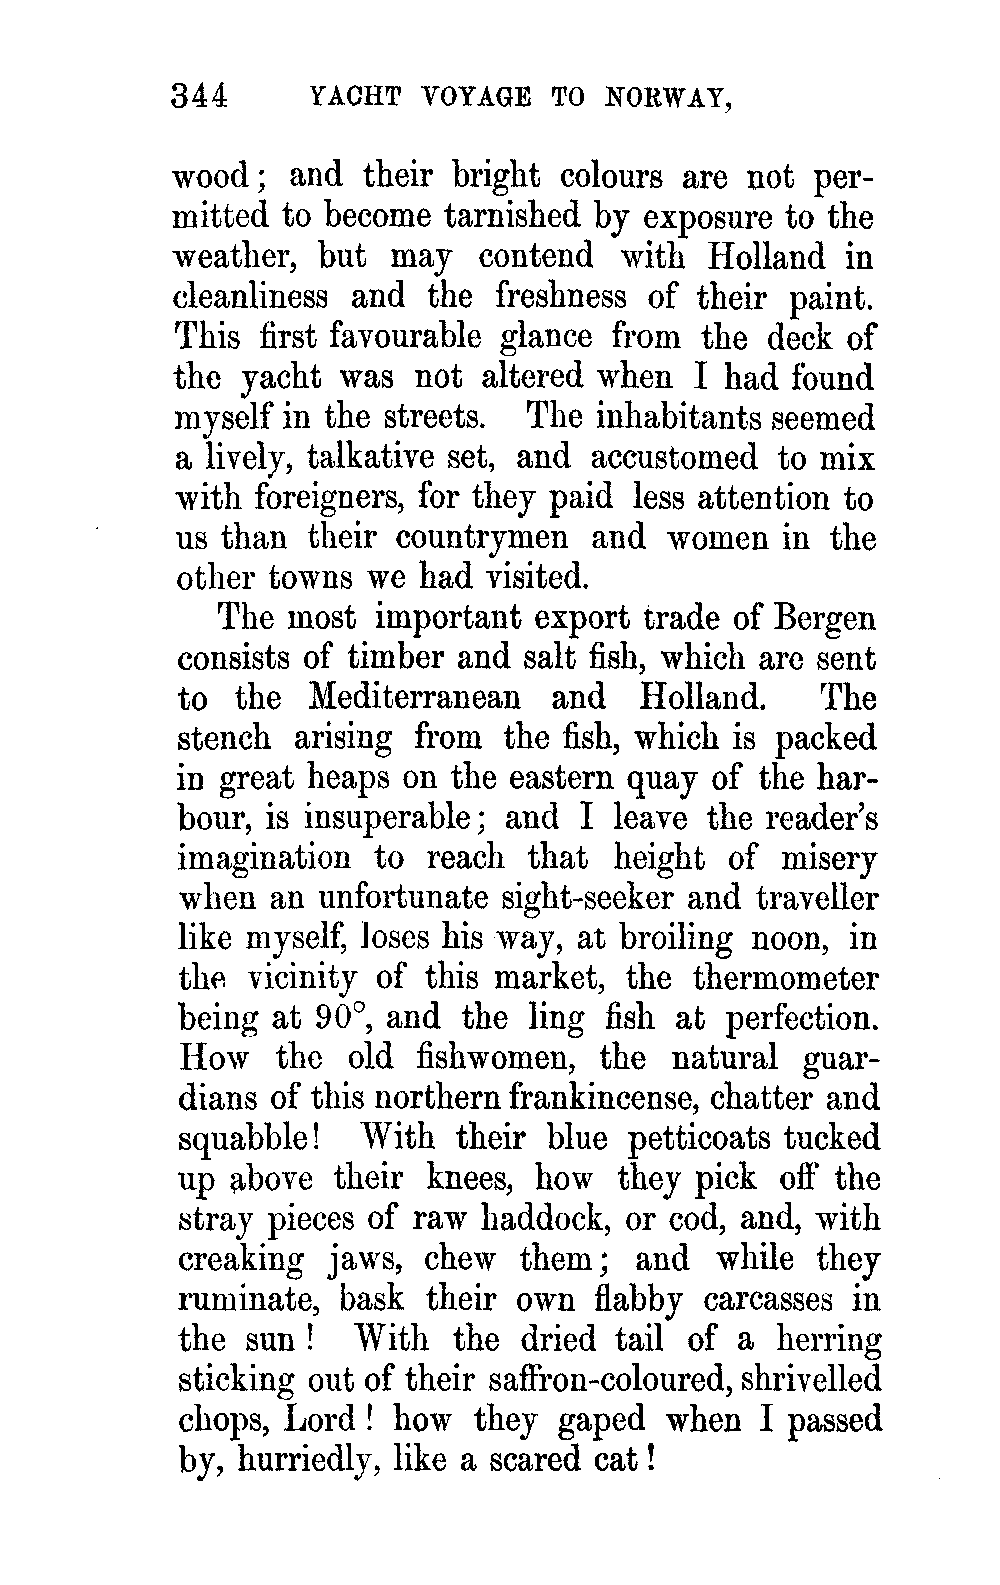 344 YACHT VOYAGE TO NORWAY,
wood; and their bright colours are not per-
mitted to become tarnished by exposure to the
weather, but may contend with Holland in
cleanliness and the freshness of their paint.
This first favourable glance from the deck of
the yacht was not altered when I had found
myself in the streets. The inhabitants seemed
a lively, talkative set, and accustomed to mix
with foreigners, for they paid less attention to
us than their countrymen and women in the
other towns we had visited.
The most important export trade of Bergen
consists of timber and salt fish, which are sent
to the Mediterranean and Holland. The
stench arising from the fish, which is packed
in great heaps on the eastern quay of the har-
bour, is insuperable; and I leave the reader's
imagination to reach that height of misery
when an unfortunate sight-seeker and traveller
like myself, loses his way, at broiling noon, in
the vicinity of this market, the thermometer
being at 90°, and the ling fish at perfection.
How the old fishwomen, the natural guar-
dians of this northern frankincense, chatter and
squabble! With their blue petticoats tucked
up above their knees, how they pick off the
stray pieces of raw haddock, or cod, and, with
creaking jaws, chew them; and while they
ruminate, bask their own flabby carcasses in
the sun! With the dried tail of a herring
sticking out of their saffron-coloured, shrivelled
chops, Lord! how they gaped when I passed
by, hurriedly, like a scared cat!